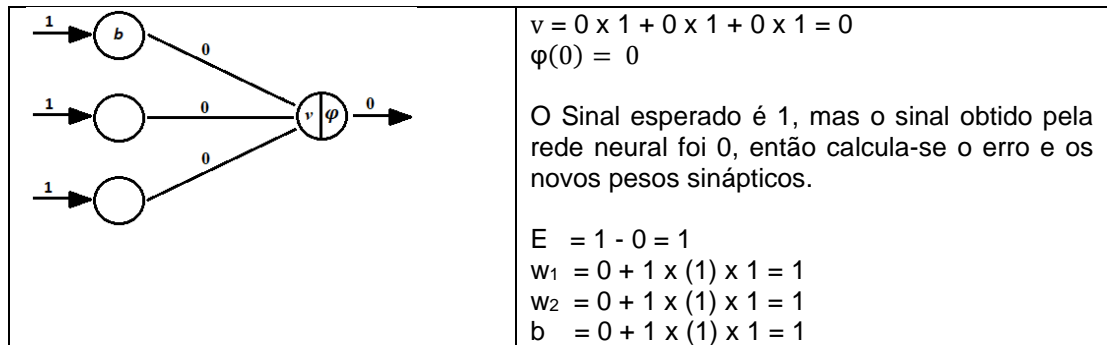 1
b
0
1
0
v φ
0
0
1
v = 0 x 1 + 0 x 1 + 0 x 1 = 0
φ(0) = 0
O Sinal esperado é 1, mas o sinal obtido pela
rede neural foi 0, então calcula-se o erro e os
novos pesos sinápticos.
E = 1 - 0 = 1
w₁ = 0 + 1 x (1) x 1 = 1
w₂ = 0 + 1 x (1) x 1 = 1
b = 0 + 1 x (1) x 1 = 1